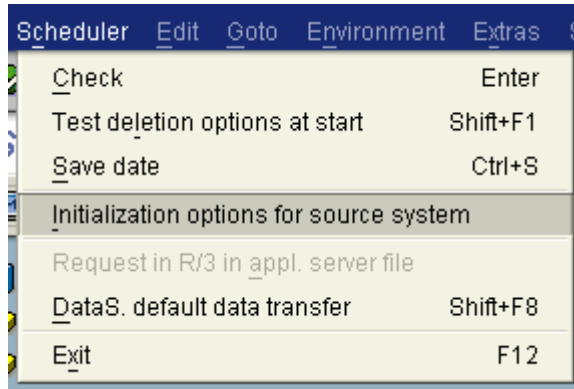 Scheduler Edit Goto Environment Extras
Check Enter
Test deletion options at start Shift+F1
Save date Ctrl+S
Initialization options for source system
Request in R/3 in appl. server file
DataS. default data transfer Shift+F8
Exit F12